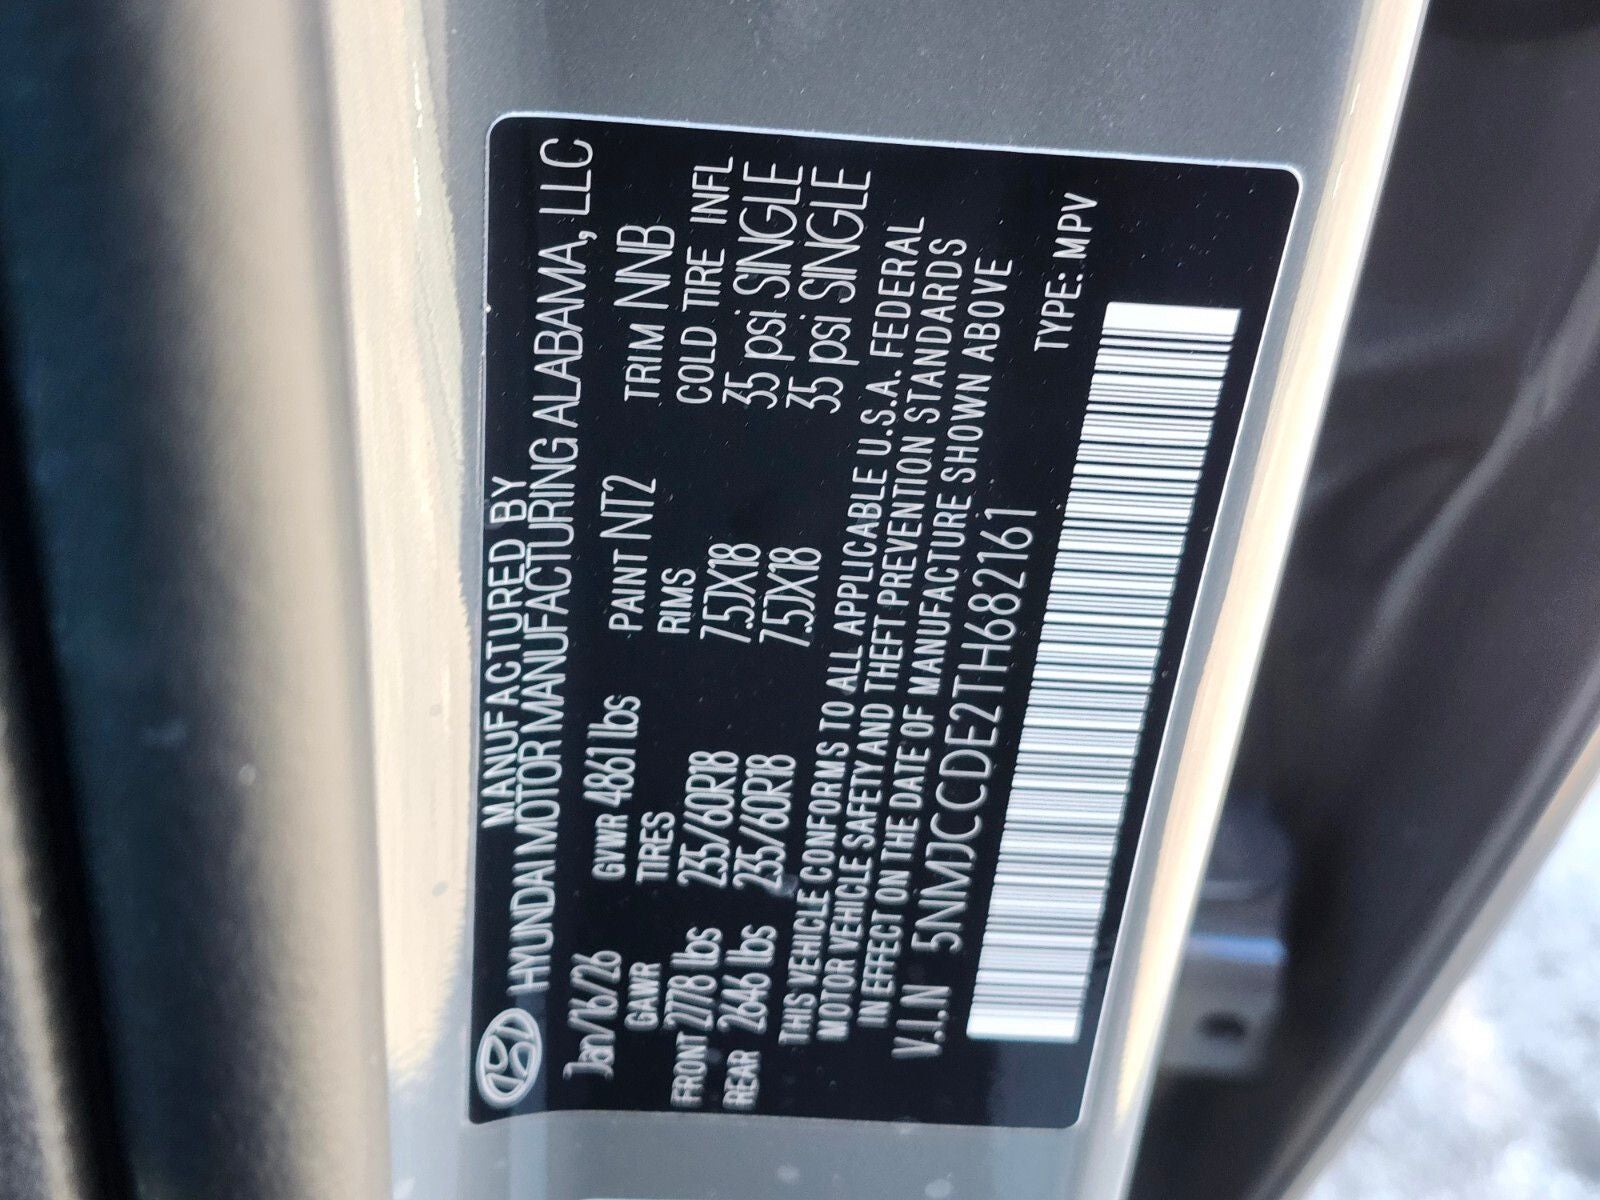 MANUFACTURED BY
HYUNDAI MOTOR MANUFACTURING ALABAMA, LLC
Jan/16/26 GVWR 4861 lbs PAINT NT2 TRIM NNB
GAWR TIRES RIMS COLD TIRE INFL
FRONT 2778 lbs 235/60R18 7.5JX18 35 psi SINGLE
REAR 2646 lbs 235/60R18 7.5JX18 35 psi SINGLE
THIS VEHICLE CONFORMS TO ALL APPLICABLE U.S.A. FEDERAL
MOTOR VEHICLE SAFETY AND THEFT PREVENTION STANDARDS
IN EFFECT ON THE DATE OF MANUFACTURE SHOWN ABOVE
V.I.N 5NMJCCDE2TH682161
TYPE: MPV